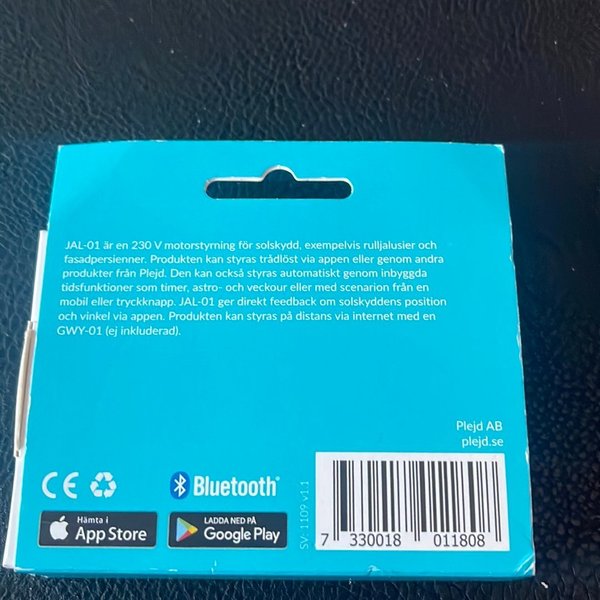 JAL-01 är en 230 V motorstyrning för solskydd, exempelvis rulljalusier och
fasadpersienner. Produkten kan styras trådlöst via appen eller genom andra
produkter från Plejd. Den kan också styras automatiskt genom inbyggda
tidsfunktioner som timer, astro- och veckour eller med scenarion från en
mobil eller tryckknapp. JAL-01 ger direkt feedback om solskyddens position
och vinkel via appen. Produkten kan styras på distans via internet med en
GWY-01 (ej inkluderad).
Plejd AB
plejd.se
CE
Bluetooth®
Hämta i
App Store
LADDA NED PÅ
Google Play
SV: 1109 v1.1
7 330018 011808